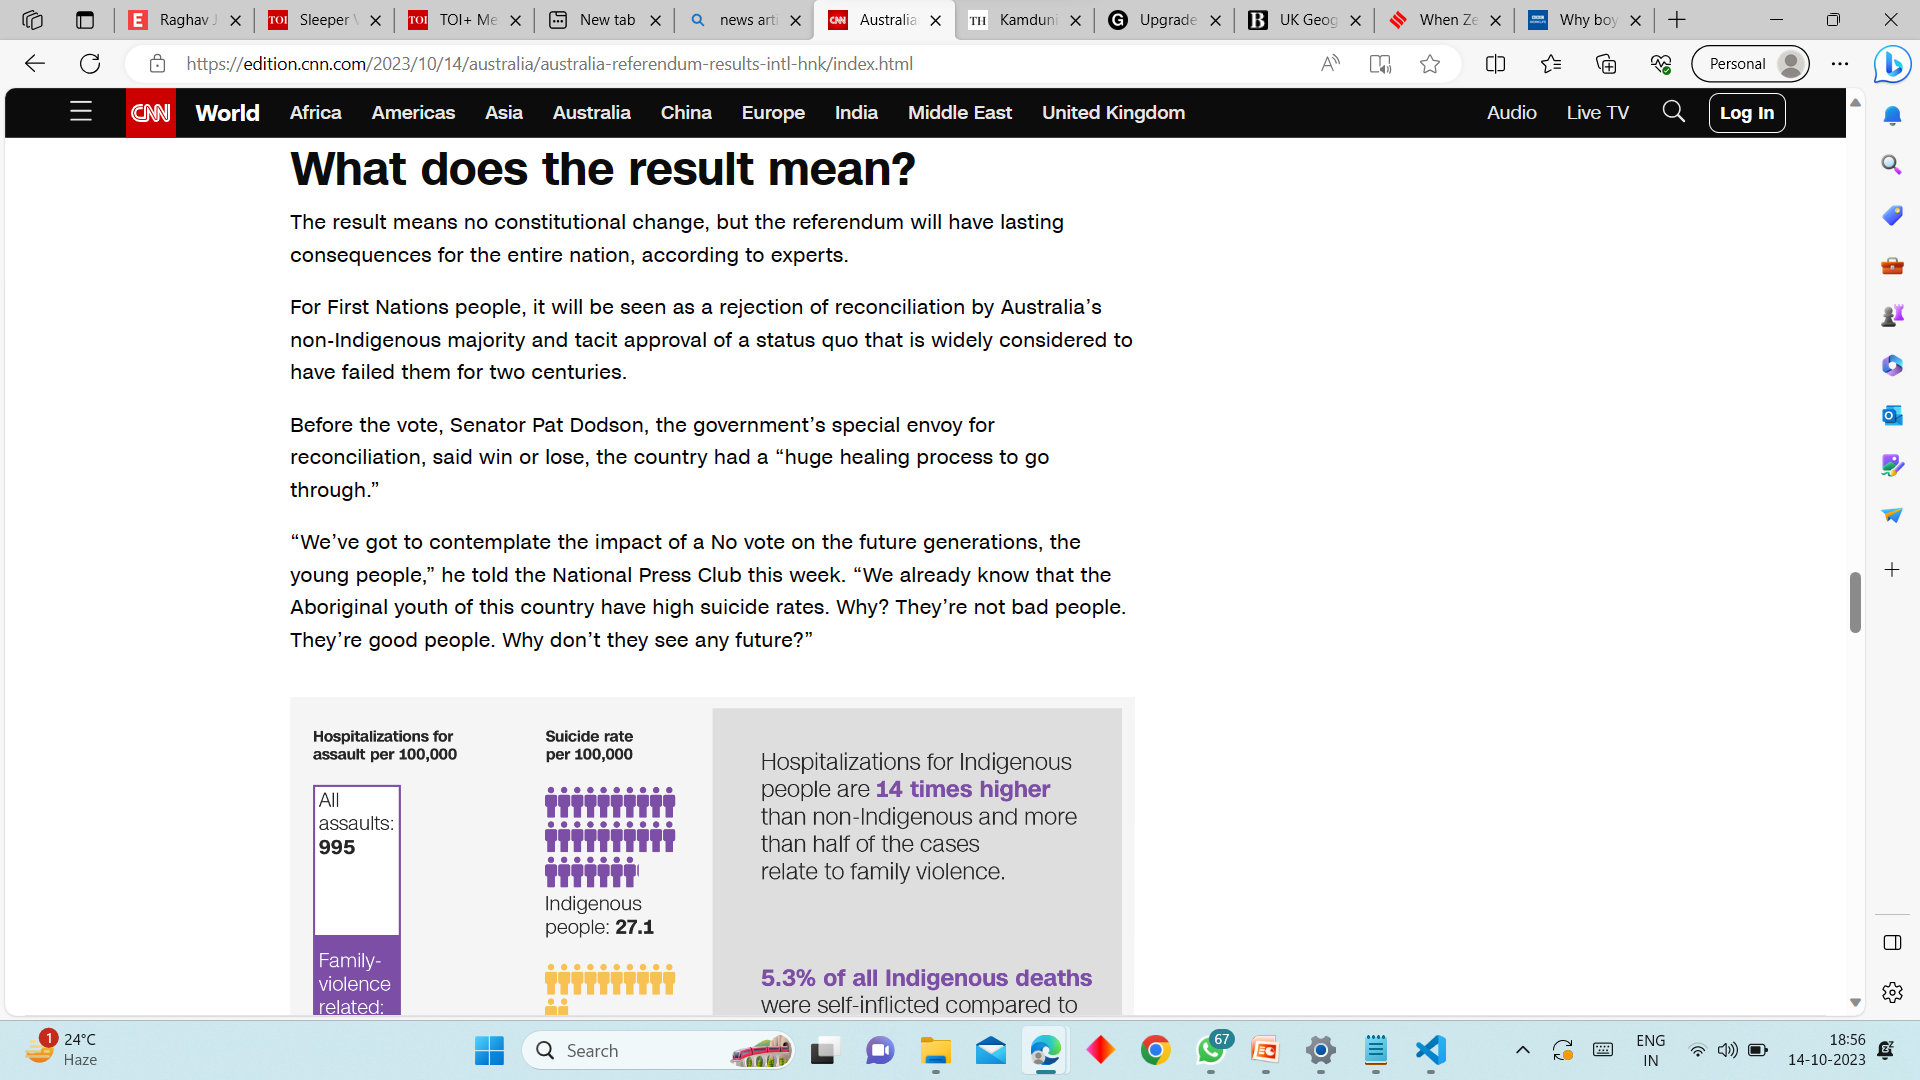 Raghav J
Sleeper V
TOI+ Me
New tab
news arti
Australia
Kamduni
Upgrade
UK Geog
When Ze
Why boy
https://edition.cnn.com/2023/10/14/australia/australia-referendum-results-intl-hnk/index.html
Personal
CNN World Africa Americas Asia Australia China Europe India Middle East United Kingdom Audio Live TV Log In
What does the result mean?
The result means no constitutional change, but the referendum will have lasting
consequences for the entire nation, according to experts.
For First Nations people, it will be seen as a rejection of reconciliation by Australia’s
non-Indigenous majority and tacit approval of a status quo that is widely considered to
have failed them for two centuries.
Before the vote, Senator Pat Dodson, the government’s special envoy for
reconciliation, said win or lose, the country had a “huge healing process to go
through.”
“We’ve got to contemplate the impact of a No vote on the future generations, the
young people,” he told the National Press Club this week. “We already know that the
Aboriginal youth of this country have high suicide rates. Why? They’re not bad people.
They’re good people. Why don’t they see any future?”
Hospitalizations for
assault per 100,000
All
assaults:
995
Family-
violence
related:
Suicide rate
per 100,000
Indigenous
people: 27.1
Hospitalizations for Indigenous
people are 14 times higher
than non-Indigenous and more
than half of the cases
relate to family violence.
5.3% of all Indigenous deaths
were self-inflicted compared to
1
24°C
Haze
Search
67
ENG
IN
18:56
14-10-2023